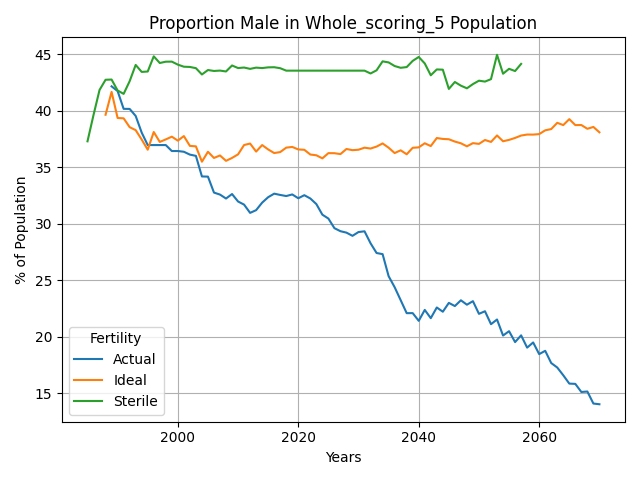 Proportion Male in Whole_scoring_5 Population
% of Population
45
40
35
30
25
20
15
Fertility
Actual
Ideal
Sterile
2000
2020
2040
2060
Years